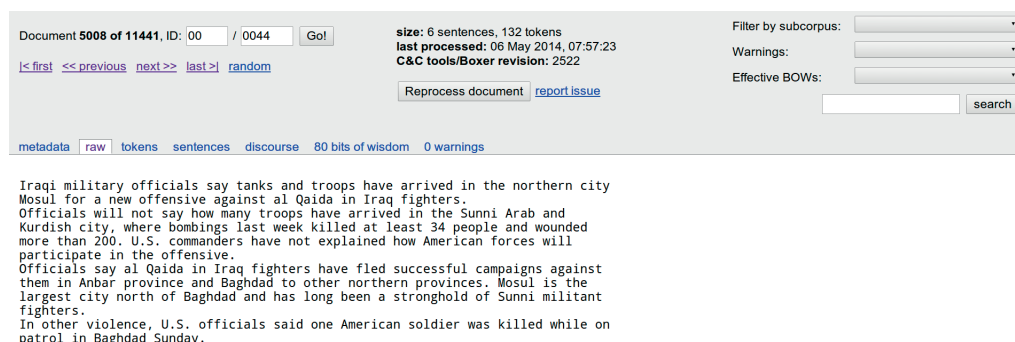 Document 5008 of 11441, ID: 00 / 0044 Go!
|< first << previous next >> last >| random
size: 6 sentences, 132 tokens
last processed: 06 May 2014, 07:57:23
C&C tools/Boxer revision: 2522
Reprocess document report issue
Filter by subcorpus:
Warnings:
Effective BOWs:
search
metadata raw tokens sentences discourse 80 bits of wisdom 0 warnings
Iraqi military officials say tanks and troops have arrived in the northern city
Mosul for a new offensive against al Qaida in Iraq fighters.
Officials will not say how many troops have arrived in the Sunni Arab and
Kurdish city, where bombings last week killed at least 34 people and wounded
more than 200. U.S. commanders have not explained how American forces will
participate in the offensive.
Officials say al Qaida in Iraq fighters have fled successful campaigns against
them in Anbar province and Baghdad to other northern provinces. Mosul is the
largest city north of Baghdad and has long been a stronghold of Sunni militant
fighters.
In other violence, U.S. officials said one American soldier was killed while on
patrol in Baghdad Sunday.